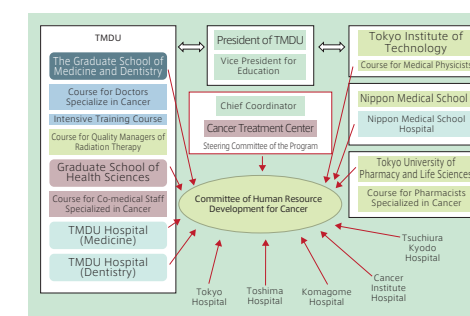 TMDU
The Graduate School of
Medicine and Dentistry
Course for Doctors
Specialize in Cancer
Intensive Training Course
Course for Quality Managers of
Radiation Therapy
Graduate School of
Health Sciences
Course for Co-medical Staff
Specialized in Cancer
TMDU Hospital
(Medicine)
TMDU Hospital
(Dentistry)
President of TMDU
Vice President for
Education
Chief Coordinator
Cancer Treatment Center
Steering Committee of the Program
Committee of Human Resource
Development for Cancer
Tokyo Institute of
Technology
Course for Medical Physicists
Nippon Medical School
Nippon Medical School
Hospital
Tokyo University of
Pharmacy and Life Sciences
Course for Pharmacists
Specialized in Cancer
Tokyo
Hospital
Toshima
Hospital
Komagome
Hospital
Cancer
Institute
Hospital
Tsuchiura
Kyodo
Hospital